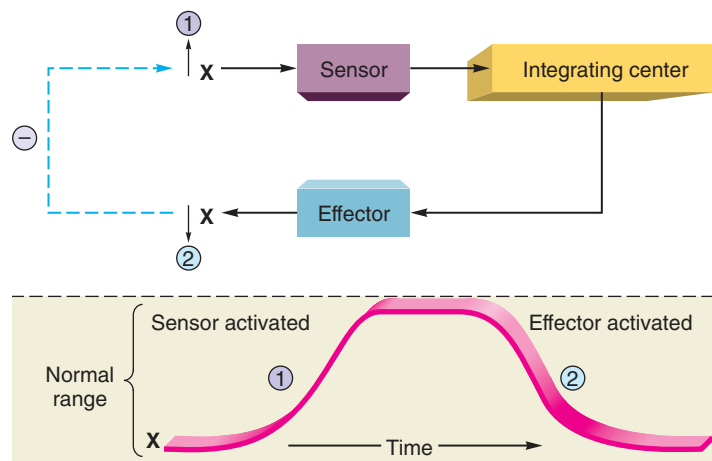 1
X
Sensor
Integrating center
−
X
Effector
2
Sensor activated
Effector activated
Normal
range
1
2
X
Time